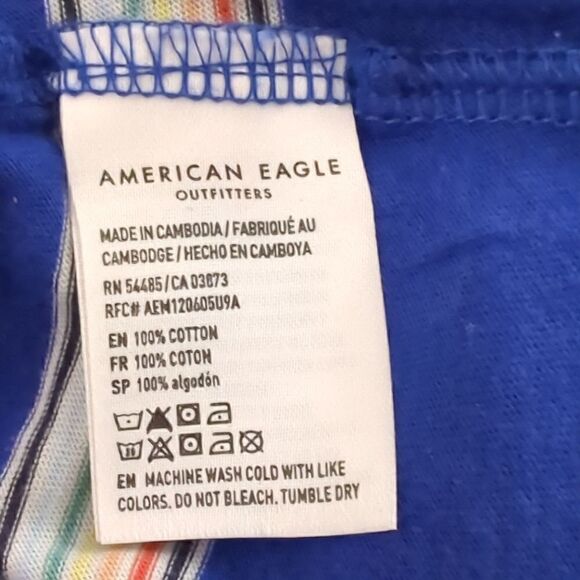 AMERICAN EAGLE
OUTFITTERS
MADE IN CAMBODIA / FABRIQUÉ AU
CAMBODGE / HECHO EN CAMBOYA
RN 54485 / CA 03673
RFC# AEM120605U9A
EN 100% COTTON
FR 100% COTON
SP 100% algodón
EN MACHINE WASH COLD WITH LIKE
COLORS. DO NOT BLEACH. TUMBLE DRY